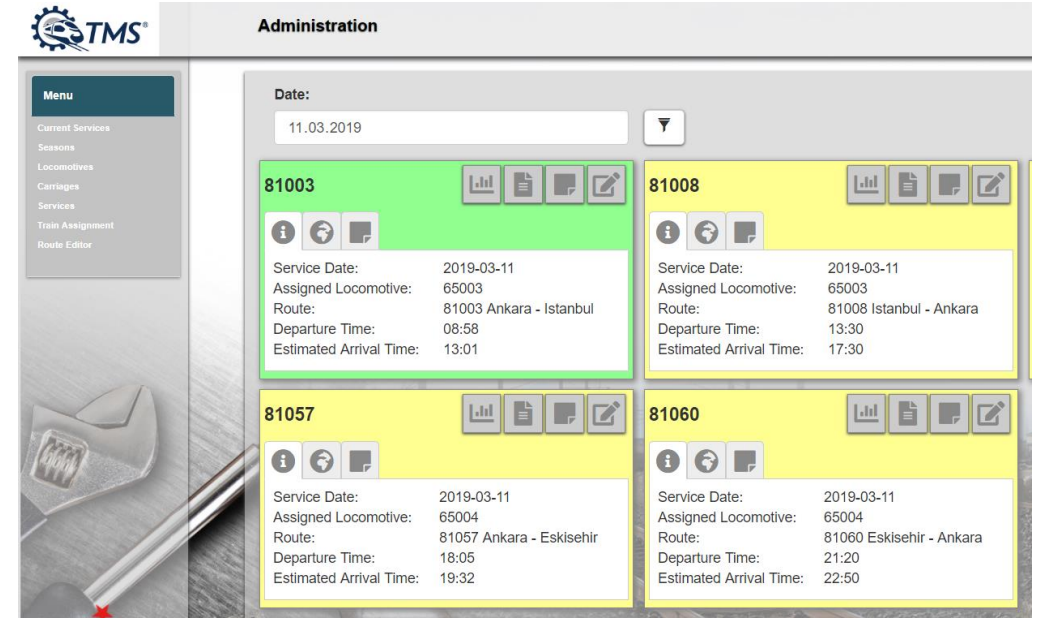 TMS®
Administration
Menu
Current Services
Seasons
Locomotives
Carriages
Services
Train Assignment
Route Editor
Date:
11.03.2019
81003
Service Date: 2019-03-11
Assigned Locomotive: 65003
Route: 81003 Ankara - Istanbul
Departure Time: 08:58
Estimated Arrival Time: 13:01
81008
Service Date: 2019-03-11
Assigned Locomotive: 65003
Route: 81008 Istanbul - Ankara
Departure Time: 13:30
Estimated Arrival Time: 17:30
81057
Service Date: 2019-03-11
Assigned Locomotive: 65004
Route: 81057 Ankara - Eskisehir
Departure Time: 18:05
Estimated Arrival Time: 19:32
81060
Service Date: 2019-03-11
Assigned Locomotive: 65004
Route: 81060 Eskisehir - Ankara
Departure Time: 21:20
Estimated Arrival Time: 22:50